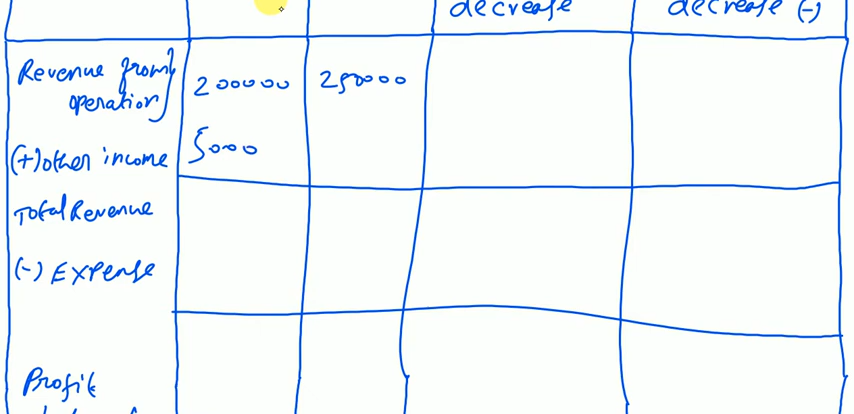 decrease decrease (-)
Revenue from
operation 200000 250000
(+) other income 5000
Total Revenue
(-) Expense
Profit